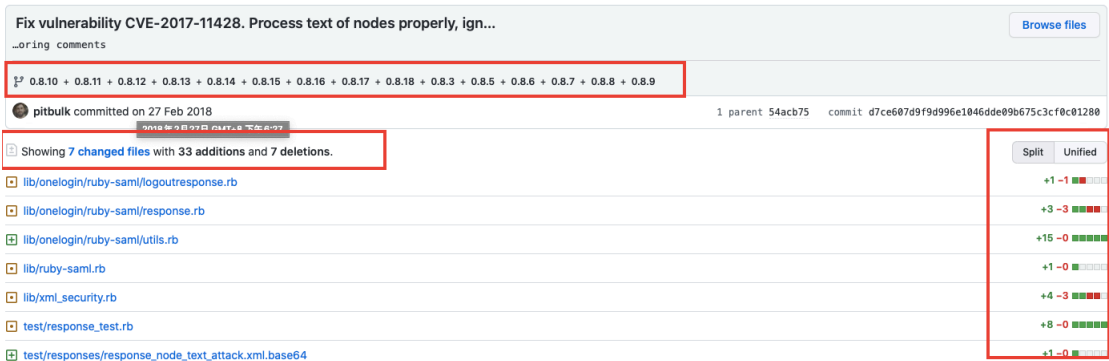 Fix vulnerability CVE-2017-11428. Process text of nodes properly, ign...
Browse files
…oring comments
0.8.10 + 0.8.11 + 0.8.12 + 0.8.13 + 0.8.14 + 0.8.15 + 0.8.16 + 0.8.17 + 0.8.18 + 0.8.3 + 0.8.5 + 0.8.6 + 0.8.7 + 0.8.8 + 0.8.9
pitbulk committed on 27 Feb 2018
1 parent 54acb75 commit d7ce607d9f9d996e1046dde09b675c3cf0c01280
Showing 7 changed files with 33 additions and 7 deletions.
Split Unified
lib/onelogin/ruby-saml/logoutresponse.rb +1 −1
lib/onelogin/ruby-saml/response.rb +3 −3
lib/onelogin/ruby-saml/utils.rb +15 −0
lib/ruby-saml.rb +1 −0
lib/xml_security.rb +4 −3
test/response_test.rb +8 −0
test/responses/response_node_text_attack.xml.base64 +1 −0